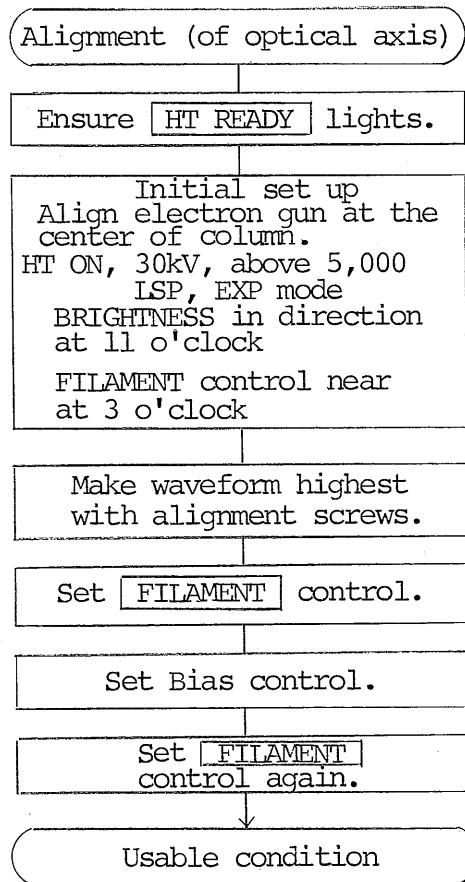 Alignment (of optical axis)
Ensure HT READY lights.
Initial set up
Align electron gun at the
center of column.
HT ON, 30kV, above 5,000
LSP, EXP mode
BRIGHTNESS in direction
at 11 o'clock
FILAMENT control near
at 3 o'clock
Make waveform highest
with alignment screws.
Set FILAMENT control.
Set Bias control.
Set FILAMENT
control again.
Usable condition